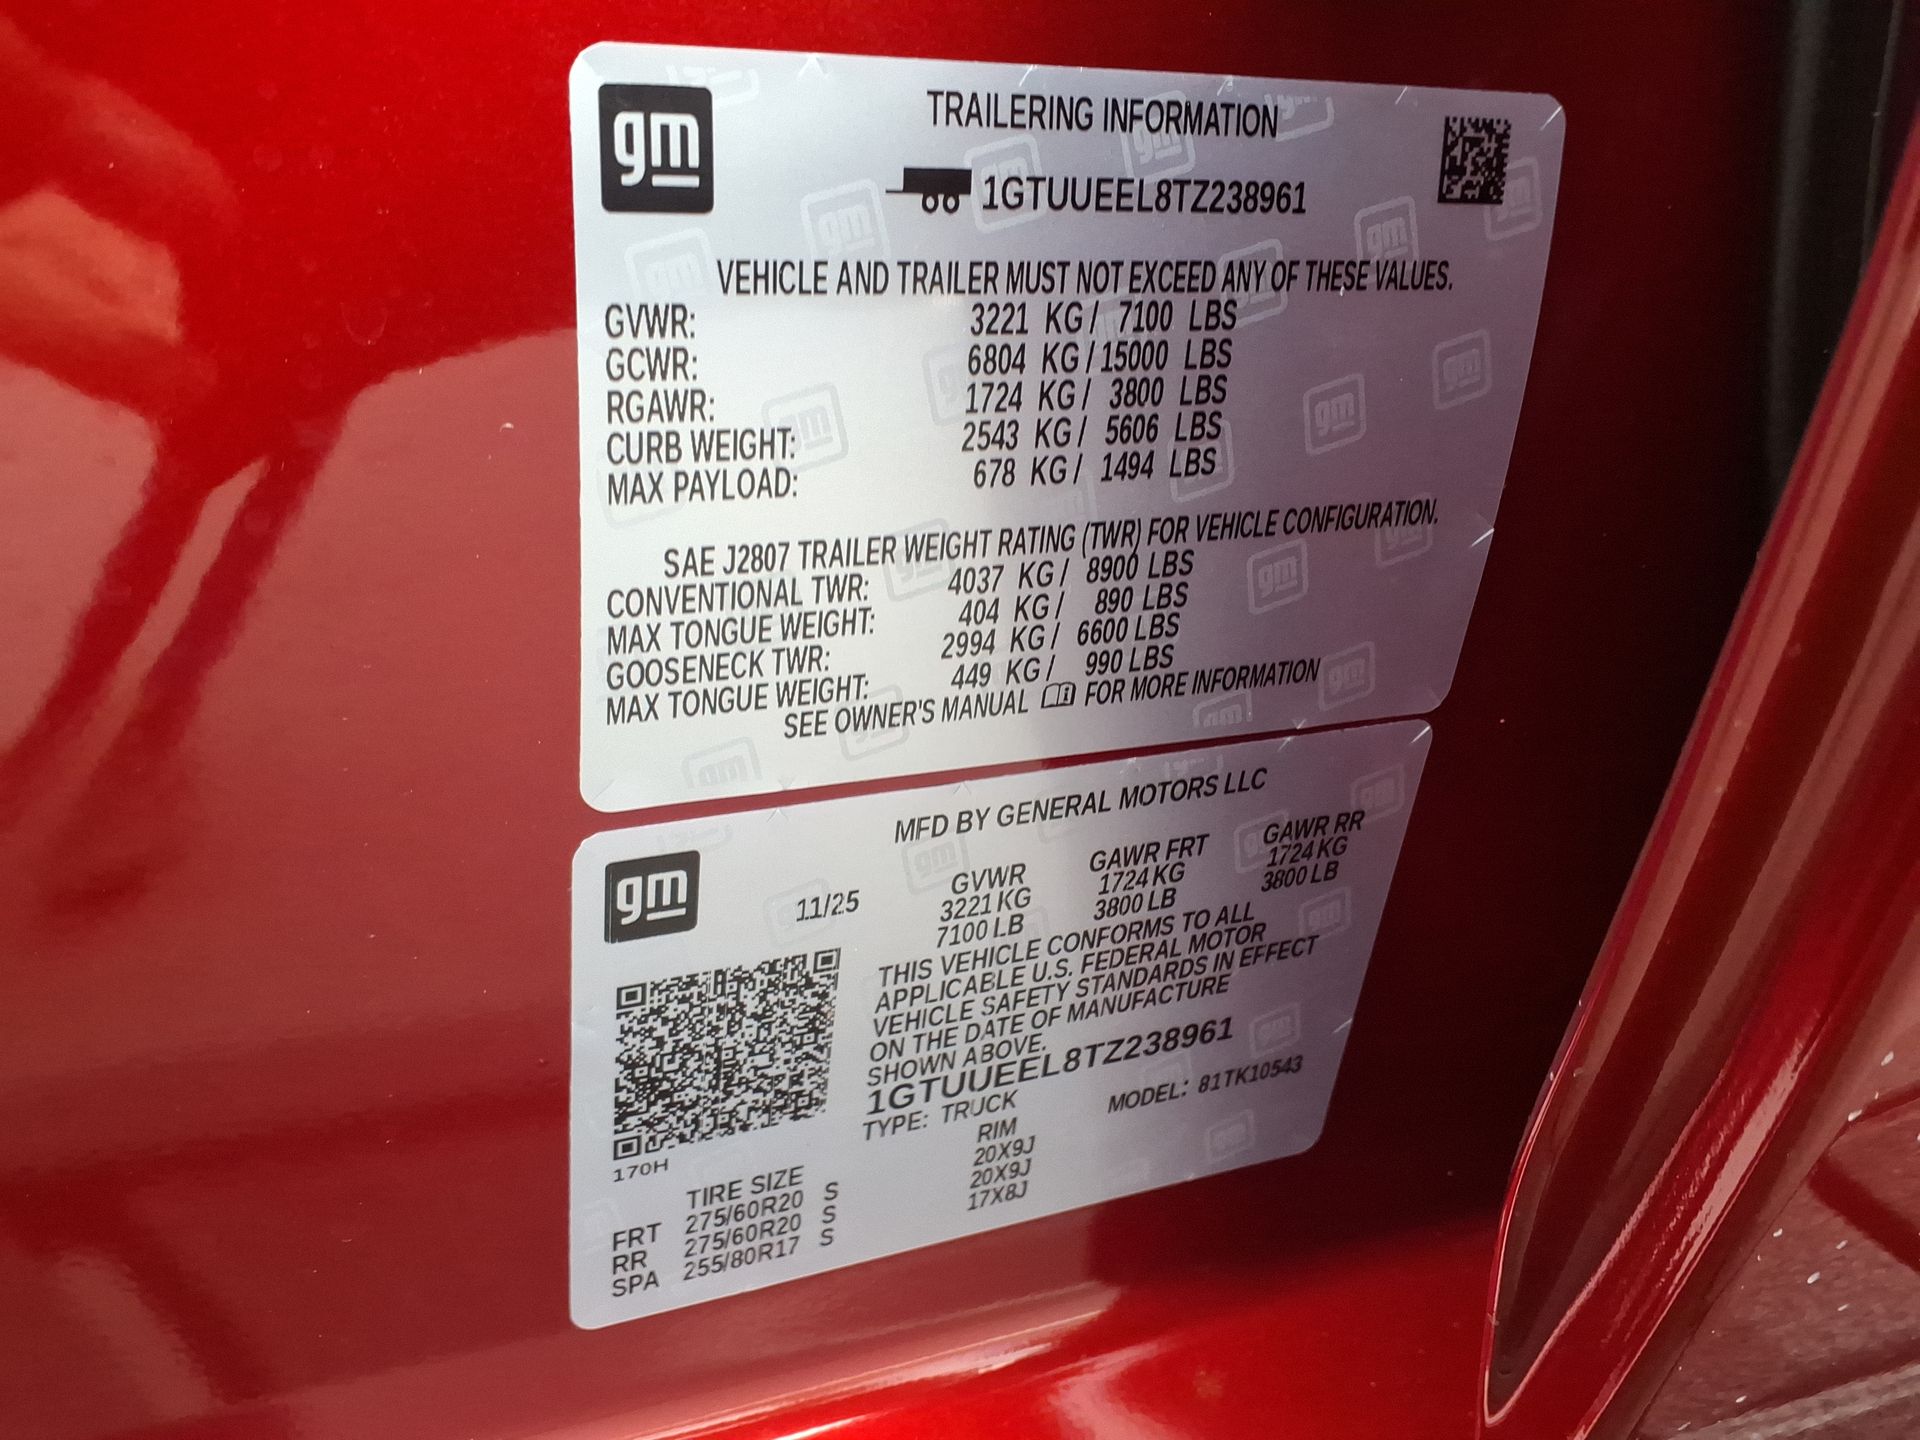 gm
TRAILERING INFORMATION
1GTUUEEL8TZ238961
VEHICLE AND TRAILER MUST NOT EXCEED ANY OF THESE VALUES.
GVWR: 3221 KG / 7100 LBS
GCWR: 6804 KG / 15000 LBS
RGAWR: 1724 KG / 3800 LBS
CURB WEIGHT: 2543 KG / 5606 LBS
MAX PAYLOAD: 678 KG / 1494 LBS
SAE J2807 TRAILER WEIGHT RATING (TWR) FOR VEHICLE CONFIGURATION.
CONVENTIONAL TWR: 4037 KG / 8900 LBS
MAX TONGUE WEIGHT: 404 KG / 890 LBS
GOOSENECK TWR: 2994 KG / 6600 LBS
MAX TONGUE WEIGHT: 449 KG / 990 LBS
SEE OWNER'S MANUAL FOR MORE INFORMATION
gm
MFD BY GENERAL MOTORS LLC
11/25
GVWR GAWR FRT GAWR RR
3221 KG 1724 KG 1724 KG
7100 LB 3800 LB 3800 LB
THIS VEHICLE CONFORMS TO ALL
APPLICABLE U.S. FEDERAL MOTOR
VEHICLE SAFETY STANDARDS IN EFFECT
ON THE DATE OF MANUFACTURE
SHOWN ABOVE.
1GTUUEEL8TZ238961
TYPE: TRUCK MODEL: 81TK10543
170H
TIRE SIZE RIM
FRT 275/60R20 S 20X9J
RR 275/60R20 S 20X9J
SPA 255/80R17 S 17X8J